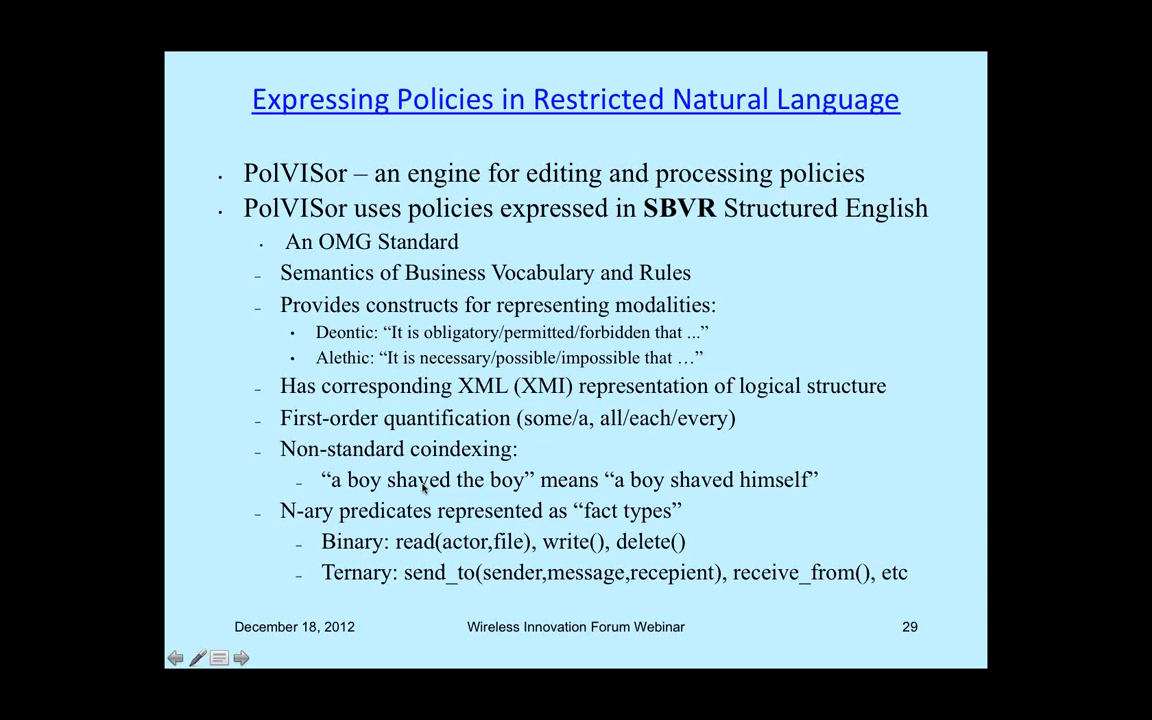 Expressing Policies in Restricted Natural Language
• PolVISor – an engine for editing and processing policies
• PolVISor uses policies expressed in SBVR Structured English
• An OMG Standard
– Semantics of Business Vocabulary and Rules
– Provides constructs for representing modalities:
• Deontic: “It is obligatory/permitted/forbidden that ...”
• Alethic: “It is necessary/possible/impossible that …”
– Has corresponding XML (XMI) representation of logical structure
– First-order quantification (some/a, all/each/every)
– Non-standard coindexing:
– “a boy shaved the boy” means “a boy shaved himself”
– N-ary predicates represented as “fact types”
– Binary: read(actor,file), write(), delete()
– Ternary: send_to(sender,message,recepient), receive_from(), etc
December 18, 2012 Wireless Innovation Forum Webinar 29